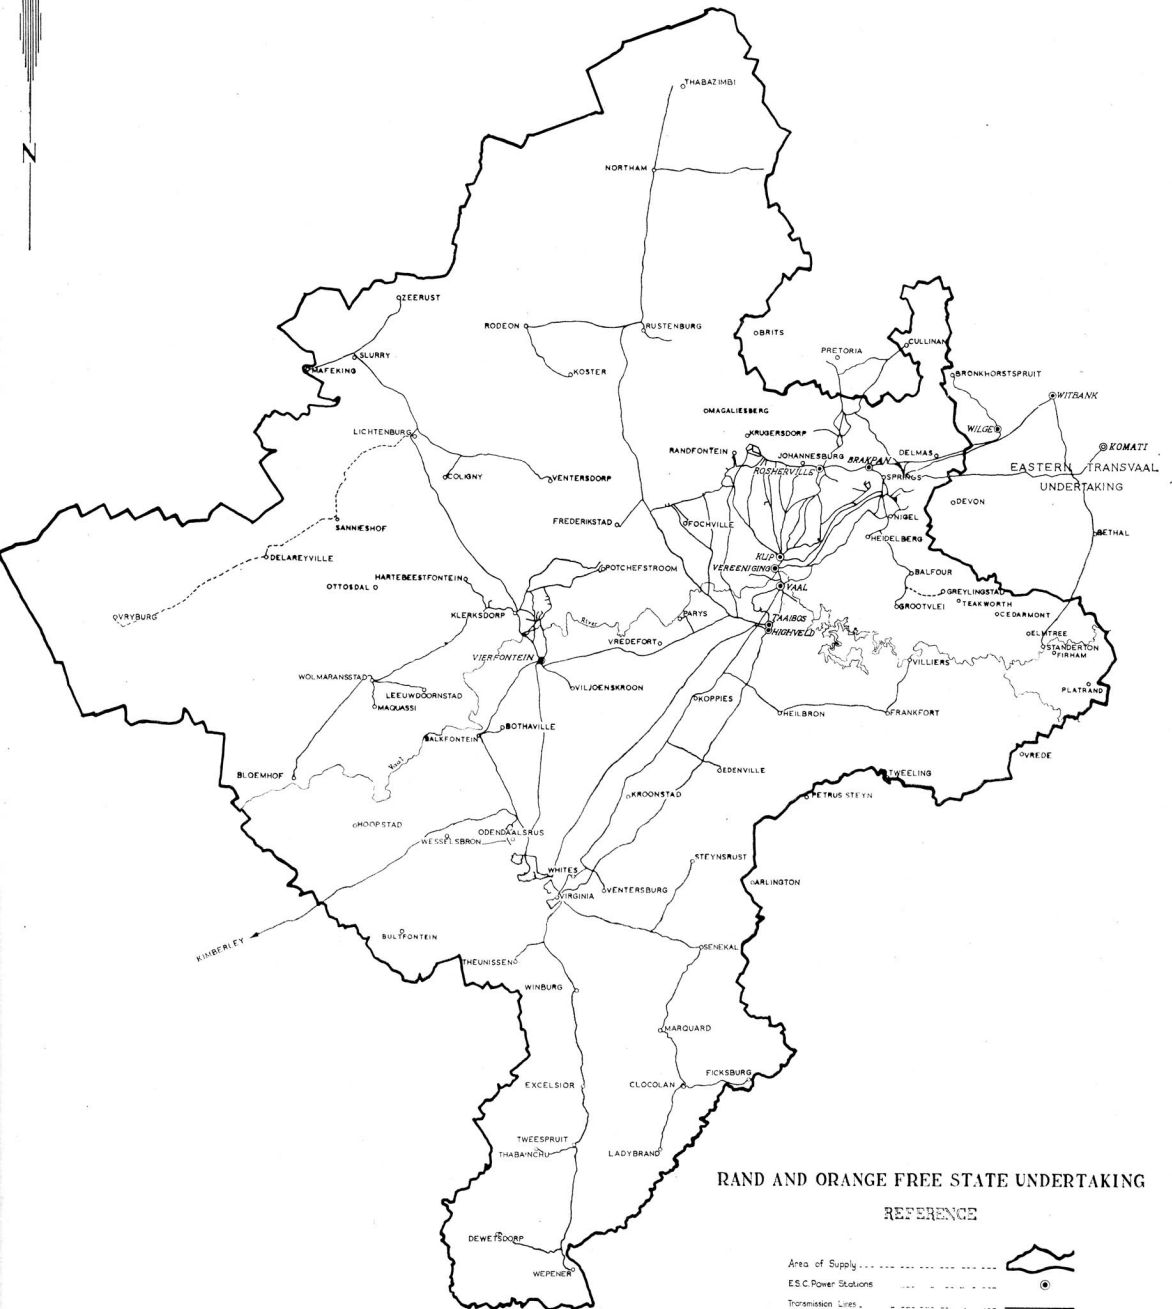 N
THABAZIMBI
NORTHAM
ZEERUST
RODEON
RUSTENBURG
BRITS
PRETORIA
CULLINAN
SLURRY
MAFEKING
KOSTER
BRONKHORSTSPRUIT
WITBANK
MAGALIESBERG
WILGE
LICHTENBURG
KRUGERSDORP
KOMATI
RANDFONTEIN
JOHANNESBURG
BRAKPAN
DELMAS
ROSHERVILLE
SPRINGS
EASTERN TRANSVAAL
UNDERTAKING
COLIGNY
VENTERSDORP
DEVON
SANNIESHOF
FREDERIKSTAD
FOCHVILLE
NIGEL
HEIDELBERG
BETHAL
DELAREYVILLE
KLIP
VEREENIGING
POTCHEFSTROOM
BALFOUR
HARTEBEESTFONTEIN
OTTOSDAL
VAAL
GREYLINGSTAD
TEAKWORTH
GROOTVLEI
CEDARMONT
VRYBURG
KLERKSDORP
River
PARYS
TAAIBOS
HIGHVELD
ELMTREE
VREDEFORT
STANDERTON
FIRHAM
VIERFONTEIN
VILLIERS
WOLMARANSSTAD
LEEUWDOORNSTAD
VILJOENSKROON
PLATRAND
MAQUASSI
KOPPIES
HEILBRON
FRANKFORT
BOTHAVILLE
BALKFONTEIN
VREDE
Vaal
BLOEMHOF
EDENVILLE
TWEELING
KROONSTAD
PETRUS STEYN
HOOPSTAD
ODENDAALSRUS
WESSELSBRON
STEYNSRUST
WHITES
ARLINGTON
VENTERSBURG
VIRGINIA
BULTFONTEIN
KIMBERLEY
SENEKAL
THEUNISSEN
WINBURG
MARQUARD
FICKSBURG
EXCELSIOR
CLOCOLAN
TWEESPRUIT
THABA'NCHU
LADYBRAND
RAND AND ORANGE FREE STATE UNDERTAKING
REFERENCE
DEWETSDORP
Area of Supply
WEPENER
E.S.C. Power Stations
Transmission Lines